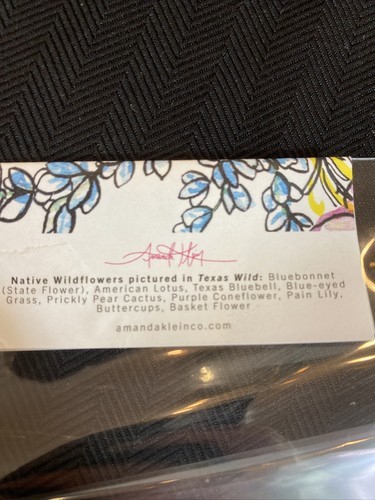 Native Wildflowers pictured in Texas Wild: Bluebonnet
(State Flower), American Lotus, Texas Bluebell, Blue-eyed
Grass, Prickly Pear Cactus, Purple Coneflower, Pain Lily,
Buttercups, Basket Flower
amandakleinco.com